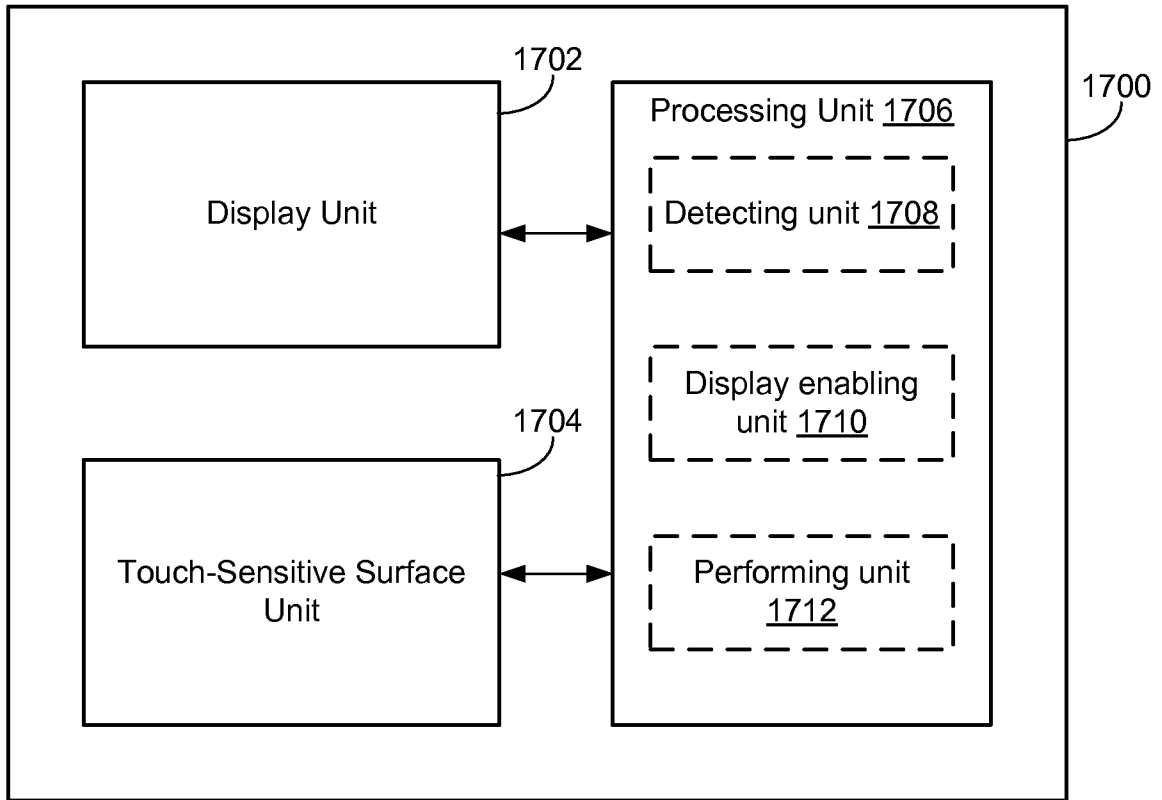 1702
1700
Display Unit
Processing Unit 1706
Detecting unit 1708
Display enabling
unit 1710
1704
Touch-Sensitive Surface
Unit
Performing unit
1712